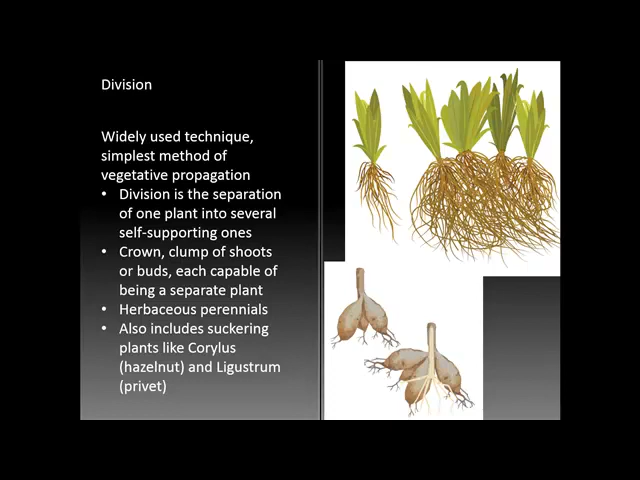 Division
Widely used technique,
simplest method of
vegetative propagation
• Division is the separation
of one plant into several
self-supporting ones
• Crown, clump of shoots
or buds, each capable of
being a separate plant
• Herbaceous perennials
• Also includes suckering
plants like Corylus
(hazelnut) and Ligustrum
(privet)